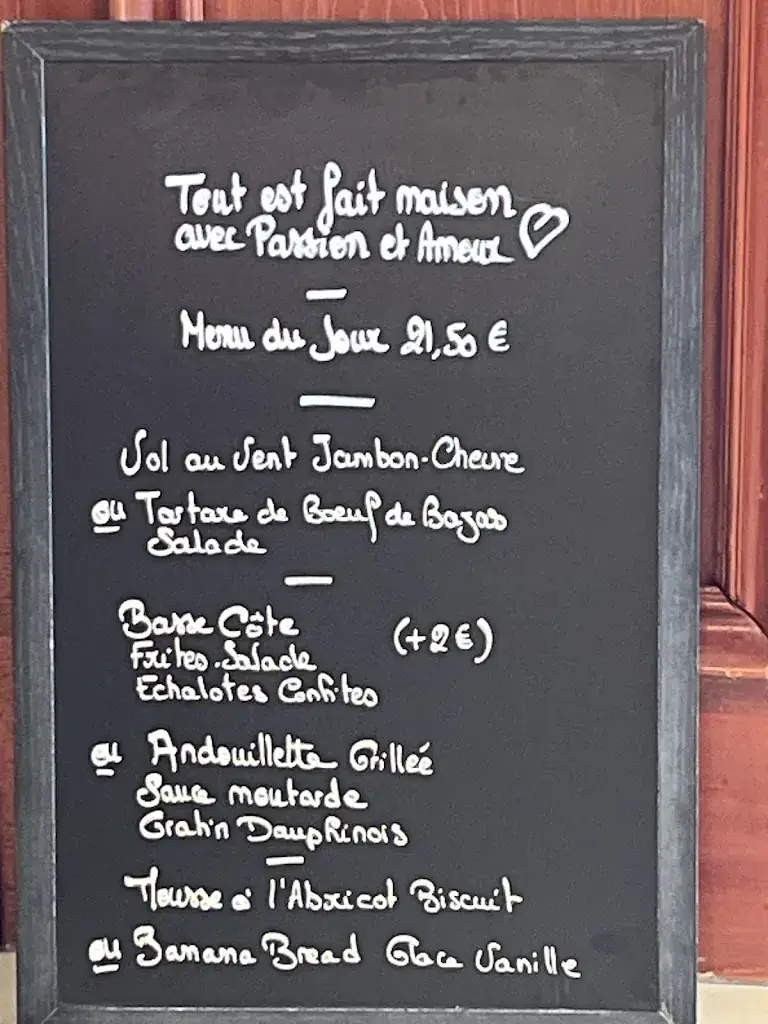 Tout est fait maison
avec Passion et Amour
Menu du Jour 21,50 €
Vol au Vent Jambon-Chevre
ou Tartare de Boeuf de Bazas
Salade
Basse Côte (+2€)
Frites-Salade
Echalotes Confites
ou Andouillette Grilleé
Sauce moutarde
Gratin Dauphinois
Mousse à l'Abricot Biscuit
ou Banana Bread Glace Vanille